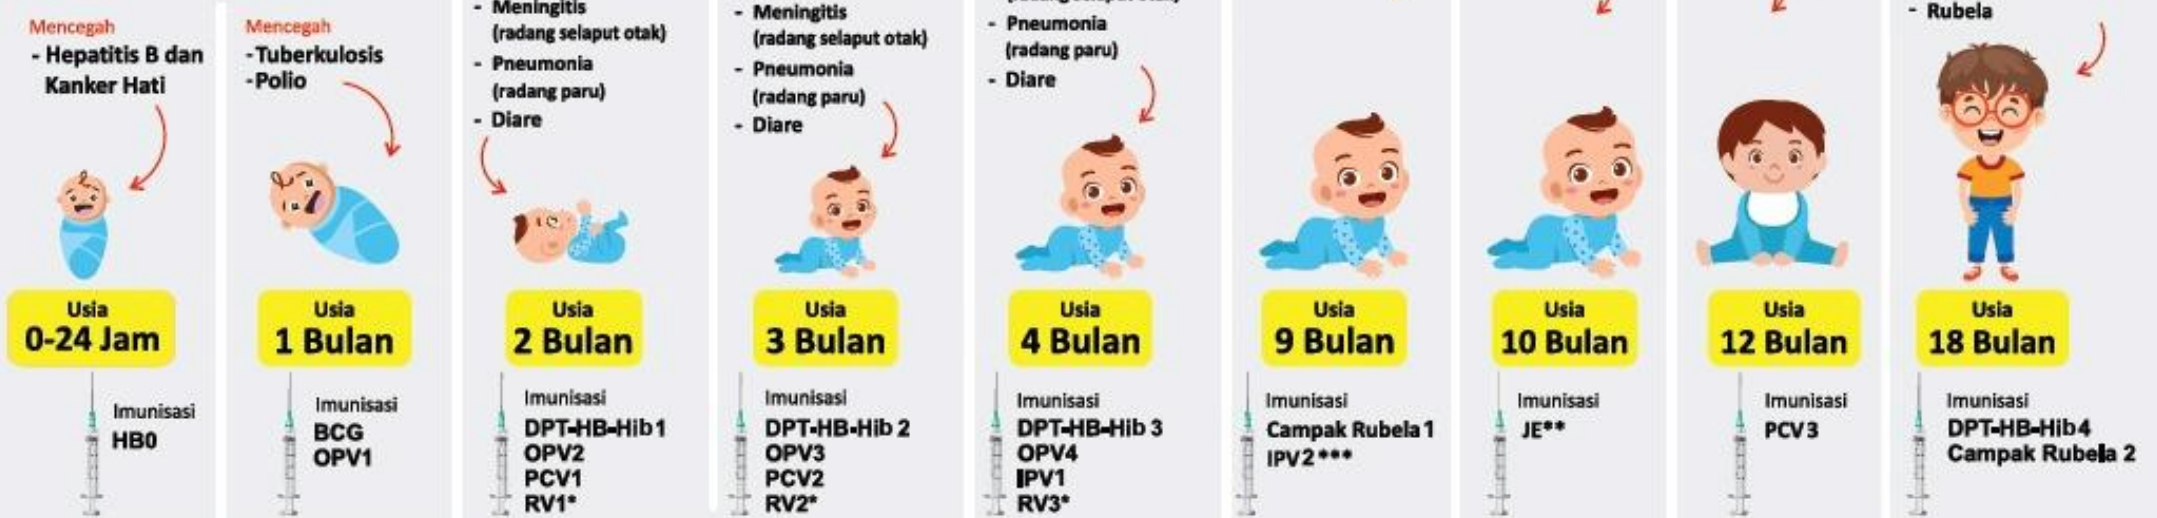 Mencegah
- Hepatitis B dan
Kanker Hati
Usia
0-24 Jam
Imunisasi
HB0
Mencegah
-Tuberkulosis
-Polio
Usia
1 Bulan
Imunisasi
BCG
OPV1
- Meningitis
(radang selaput otak)
- Pneumonia
(radang paru)
- Diare
Usia
2 Bulan
Imunisasi
DPT-HB-Hib 1
OPV2
PCV1
RV1*
- Meningitis
(radang selaput otak)
- Pneumonia
(radang paru)
- Diare
Usia
3 Bulan
Imunisasi
DPT-HB-Hib 2
OPV3
PCV2
RV2*
- Pneumonia
(radang paru)
- Diare
Usia
4 Bulan
Imunisasi
DPT-HB-Hib 3
OPV4
IPV1
RV3*
Usia
9 Bulan
Imunisasi
Campak Rubela 1
IPV2***
Usia
10 Bulan
Imunisasi
JE**
Usia
12 Bulan
Imunisasi
PCV3
- Rubela
Usia
18 Bulan
Imunisasi
DPT-HB-Hib4
Campak Rubela 2